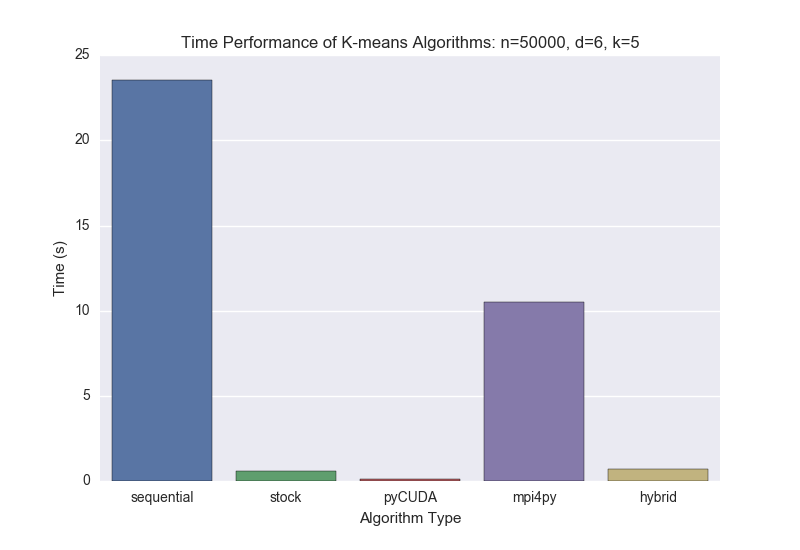 Time Performance of K-means Algorithms: n=50000, d=6, k=5
25
20
15
10
5
0
Time (s)
sequential stock pyCUDA mpi4py hybrid
Algorithm Type